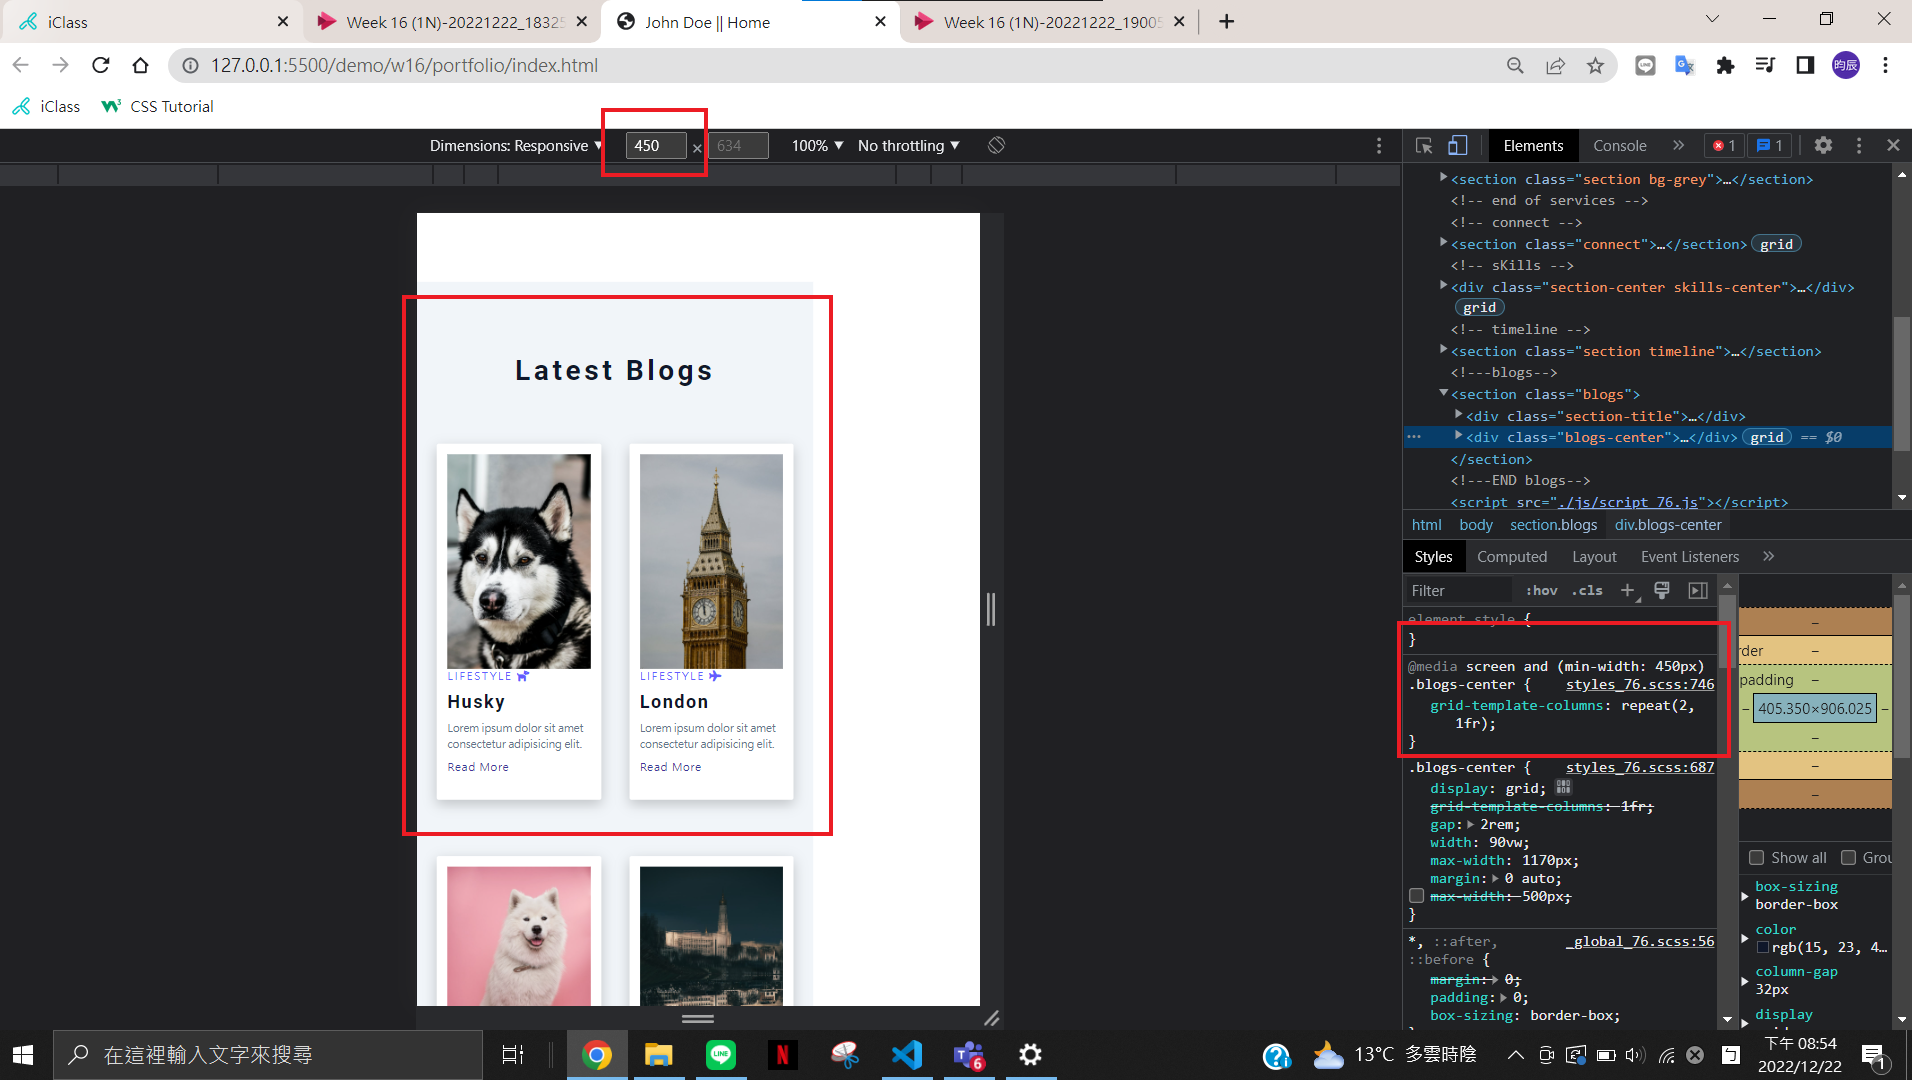 iClass
Week 16 (1N)-20221222_1832
John Doe || Home
Week 16 (1N)-20221222_1900
127.0.0.1:5500/demo/w16/portfolio/index.html
昀辰
iClass
CSS Tutorial
Dimensions: Responsive
450
634
100%
No throttling
Elements
Console
1
1
<section class="section bg-grey">…</section>
<!-- end of services -->
<!-- connect -->
<section class="connect">…</section> grid
<!-- sKills -->
<div class="section-center skills-center">…</div>
grid
<!-- timeline -->
<section class="section timeline">…</section>
<!---blogs-->
<section class="blogs">
<div class="section-title">…</div>
<div class="blogs-center">…</div> grid == $0
</section>
<!---END blogs-->
<script src="./js/script_76.js"></script>
html body section.blogs div.blogs-center
Styles Computed Layout Event Listeners
Filter
:hov .cls
element.style {
}
@media screen and (min-width: 450px)
.blogs-center { styles_76.scss:746
grid-template-columns: repeat(2,
1fr);
}
.blogs-center { styles_76.scss:687
display: grid;
grid-template-columns: 1fr;
gap: 2rem;
width: 90vw;
max-width: 1170px;
margin: 0 auto;
max-width: 500px;
}
*, ::after, _global_76.scss:56
::before {
margin: 0;
padding: 0;
box-sizing: border-box;
rder
–
padding –
– 405.350×906.025 –
–
–
–
Show all
Grou
box-sizing
border-box
color
rgb(15, 23, 4…
column-gap
32px
display
Latest Blogs
LIFESTYLE
Husky
Lorem ipsum dolor sit amet
consectetur adipisicing elit.
Read More
LIFESTYLE
London
Lorem ipsum dolor sit amet
consectetur adipisicing elit.
Read More
在這裡輸入文字來搜尋
6
13°C 多雲時陰
下午 08:54
2022/12/22
1